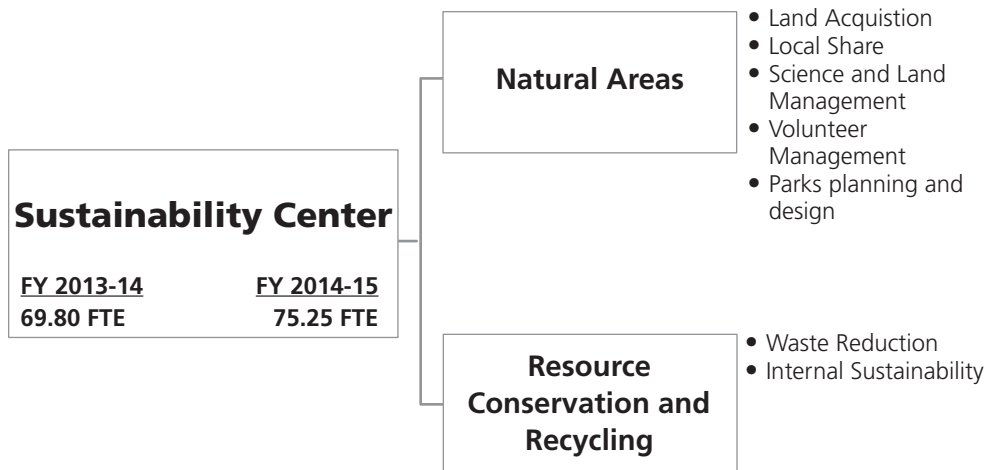 Sustainability Center
FY 2013-14 FY 2014-15
69.80 FTE 75.25 FTE
Natural Areas
• Land Acquistion
• Local Share
• Science and Land
Management
• Volunteer
Management
• Parks planning and
design
Resource
Conservation and
Recycling
• Waste Reduction
• Internal Sustainability